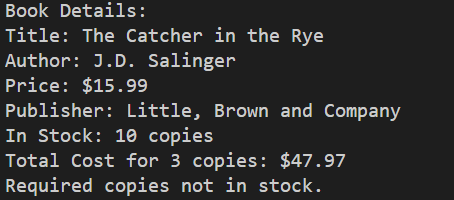 Book Details:
Title: The Catcher in the Rye
Author: J.D. Salinger
Price: $15.99
Publisher: Little, Brown and Company
In Stock: 10 copies
Total Cost for 3 copies: $47.97
Required copies not in stock.